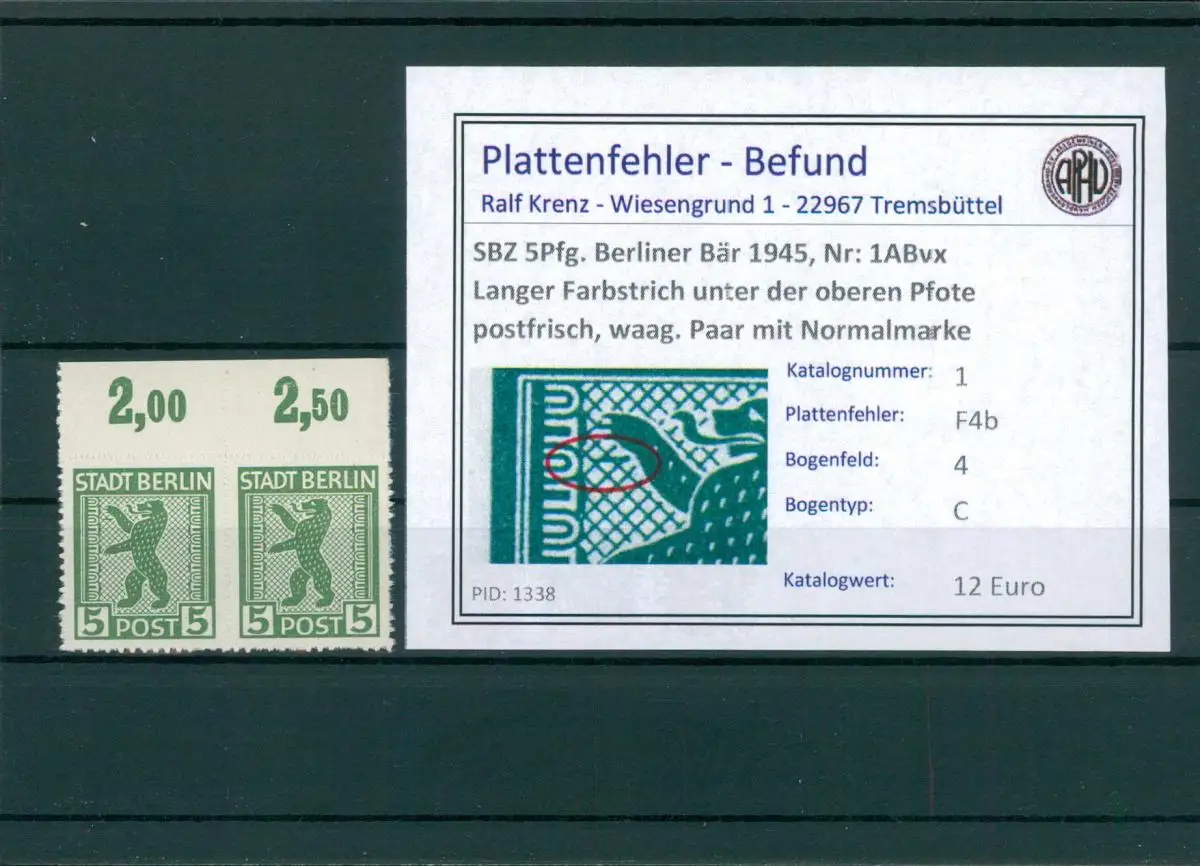 2,00 2,50
STADT BERLIN STADT BERLIN
5 POST 5 5 POST 5
Plattenfehler - Befund
Ralf Krenz - Wiesengrund 1 - 22967 Tremsbüttel
APHV
SBZ 5Pfg. Berliner Bär 1945, Nr: 1ABvx
Langer Farbstrich unter der oberen Pfote
postfrisch, waag. Paar mit Normalmarke
Katalognummer: 1
Plattenfehler: F4b
Bogenfeld: 4
Bogentyp: C
Katalogwert: 12 Euro
PID: 1338